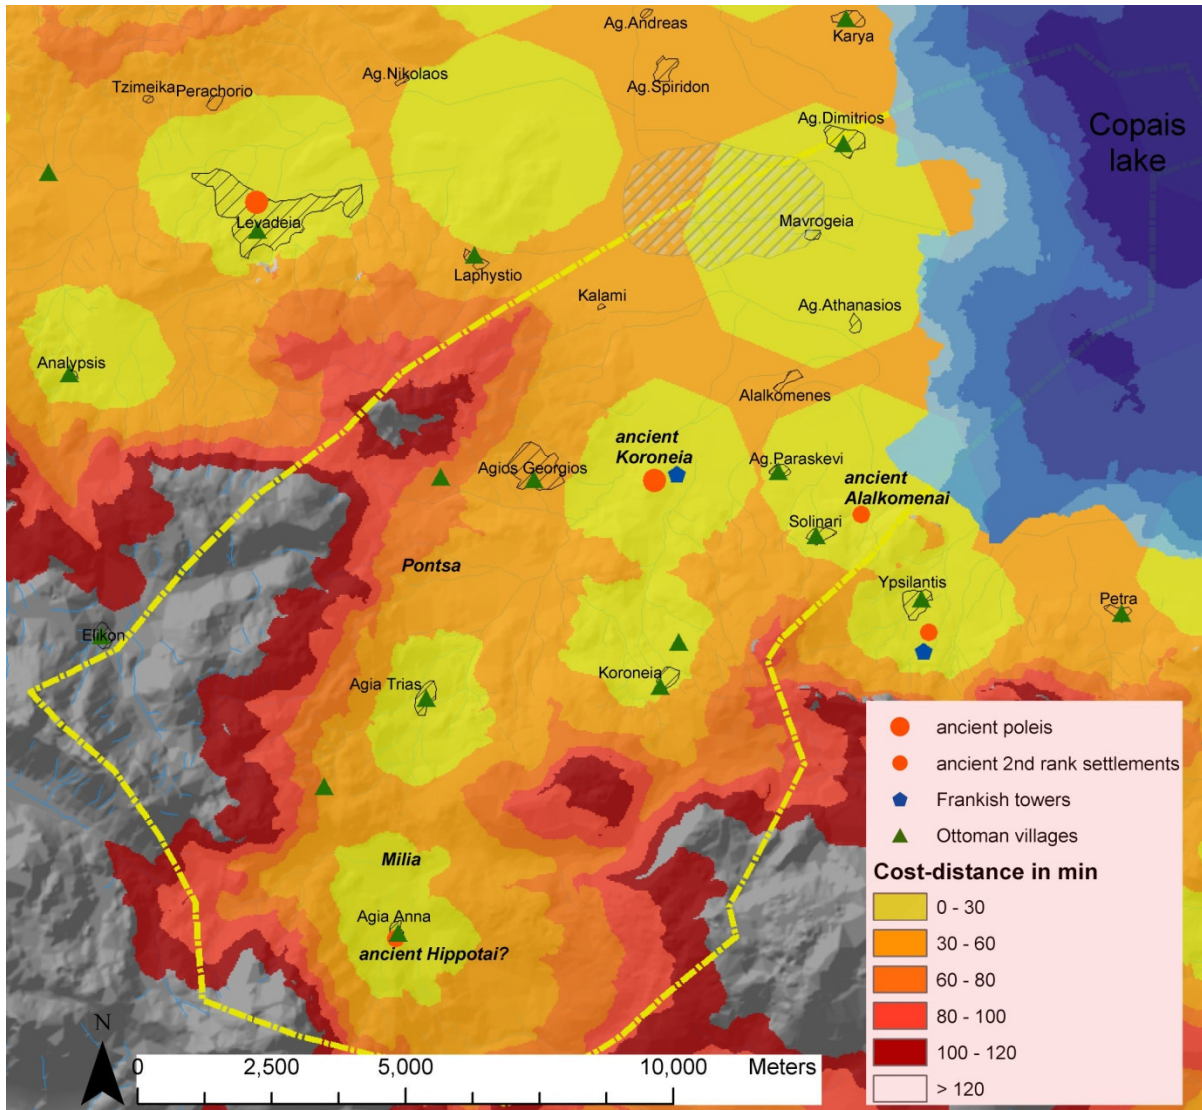 Ag.Andreas
Karya
Ag.Nikolaos
Tzimeika
Perachorio
Ag.Spiridon
Ag.Dimitrios
Copais
lake
Levadeia
Mavrogeia
Laphystio
Kalami
Ag.Athanasios
Analypsis
Alalkomenes
ancient
Koroneia
Agios Georgios
Ag.Paraskevi
ancient
Alalkomenai
Solinari
Pontsa
Ypsilantis
Petra
Elikon
Agia Trias
Koroneia
Milia
Agia Anna
ancient Hippotai?
ancient poleis
ancient 2nd rank settlements
Frankish towers
Ottoman villages
Cost-distance in min
0 - 30
30 - 60
60 - 80
80 - 100
100 - 120
> 120
N
0 2,500 5,000 10,000 Meters